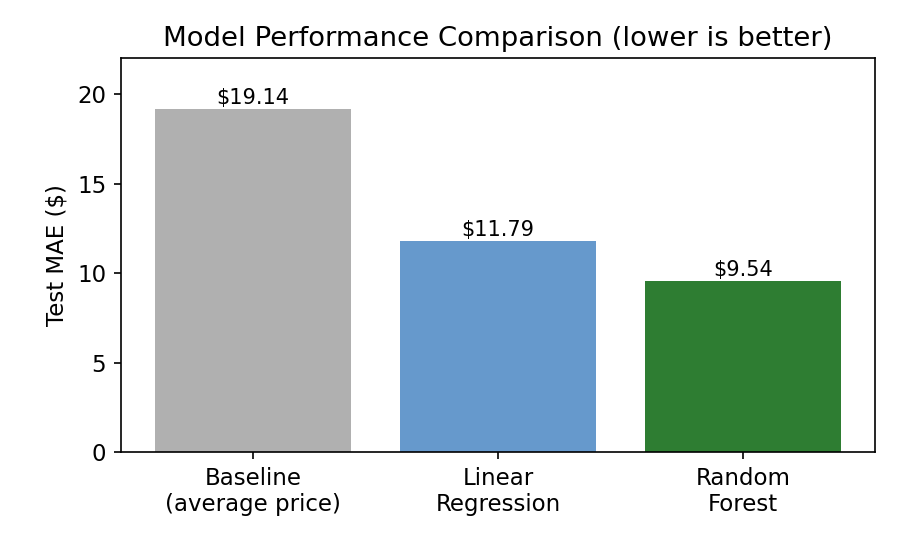 Model Performance Comparison (lower is better)
Test MAE ($)
20
15
10
5
0
$19.14
$11.79
$9.54
Baseline
(average price)
Linear
Regression
Random
Forest